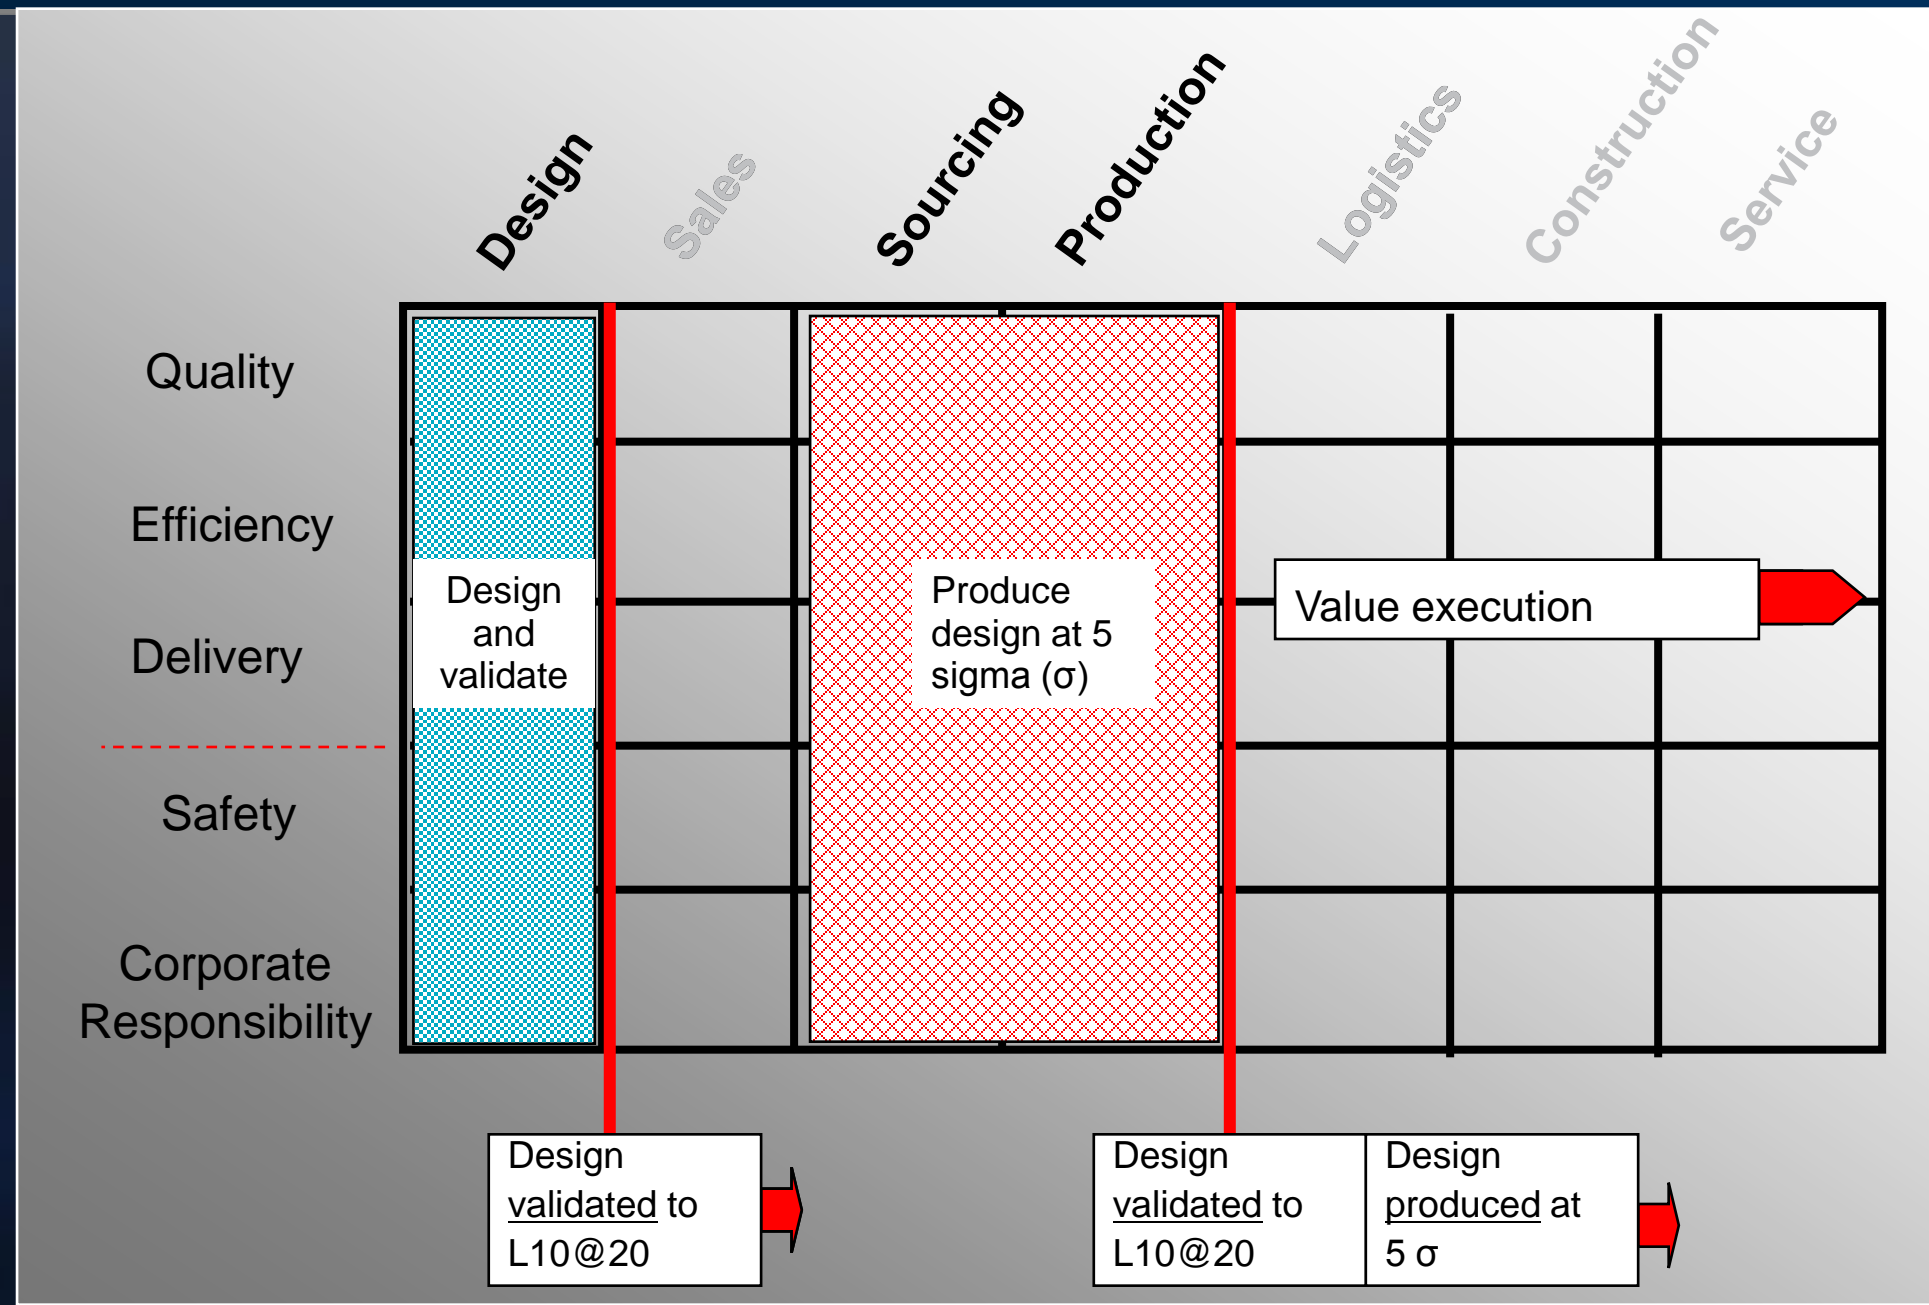 Design
Sales
Sourcing
Production
Logistics
Construction
Service
Quality
Efficiency
Delivery
Safety
Corporate
Responsibility
Design
and
validate
Produce
design at 5
sigma (σ)
Value execution
Design
validated to
L10@20
Design
validated to
L10@20
Design
produced at
5 σ